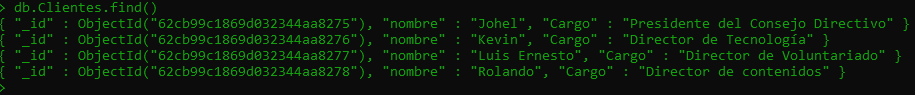 > db.Clientes.find()
{ "_id" : ObjectId("62cb99c1869d032344aa8275"), "nombre" : "Johel", "Cargo" : "Presidente del Consejo Directivo" }
{ "_id" : ObjectId("62cb99c1869d032344aa8276"), "nombre" : "Kevin", "Cargo" : "Director de Tecnología" }
{ "_id" : ObjectId("62cb99c1869d032344aa8277"), "nombre" : "Luis Ernesto", "Cargo" : "Director de Voluntariado" }
{ "_id" : ObjectId("62cb99c1869d032344aa8278"), "nombre" : "Rolando", "Cargo" : "Director de contenidos" }
>